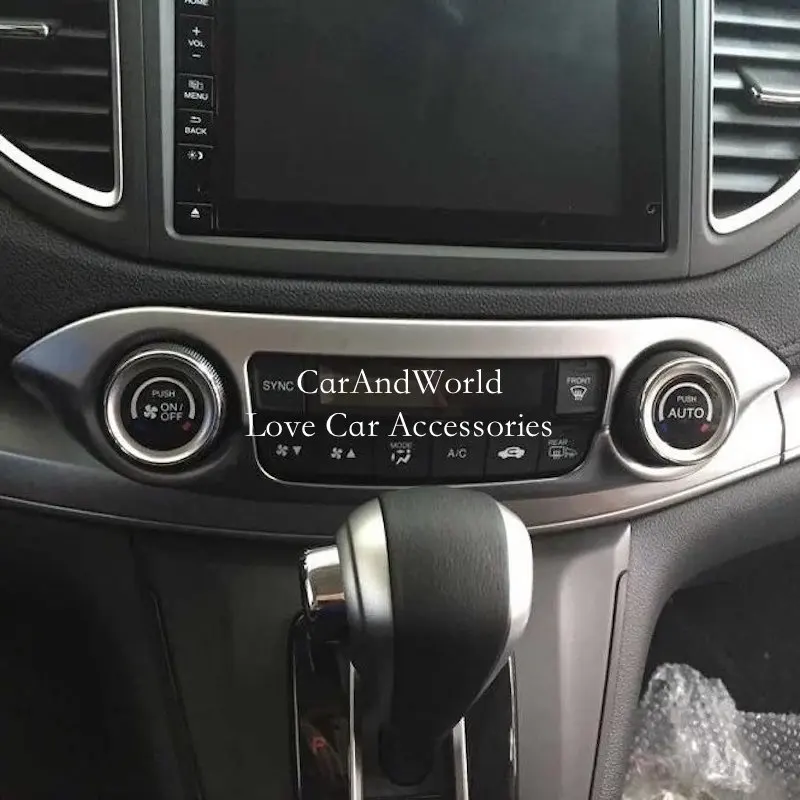 HOME
+
VOL
-
MENU
BACK
PUSH
ON/
OFF
SYNC
CarAndWorld
Love Car Accessories
FRONT
PUSH
AUTO
MODE
A/C
REAR
P